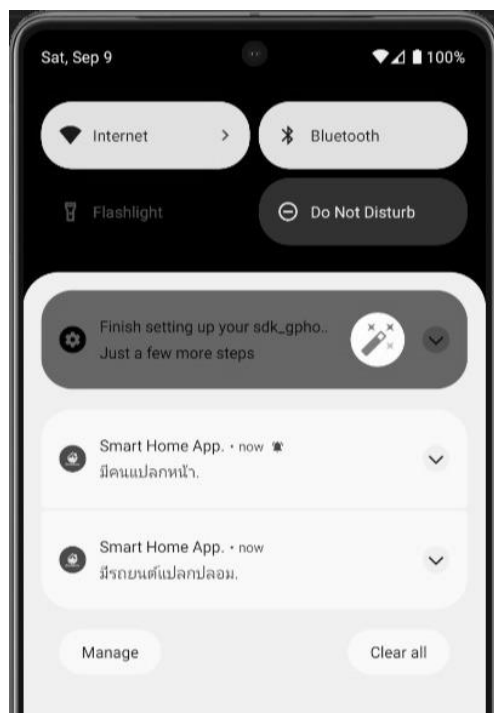 Sat, Sep 9
100%
Internet
Bluetooth
Flashlight
Do Not Disturb
Finish setting up your sdk_gpho..
Just a few more steps
Smart Home App. • now
มีคนแปลกหน้า.
Smart Home App. • now
มีรถยนต์แปลกปลอม.
Manage
Clear all